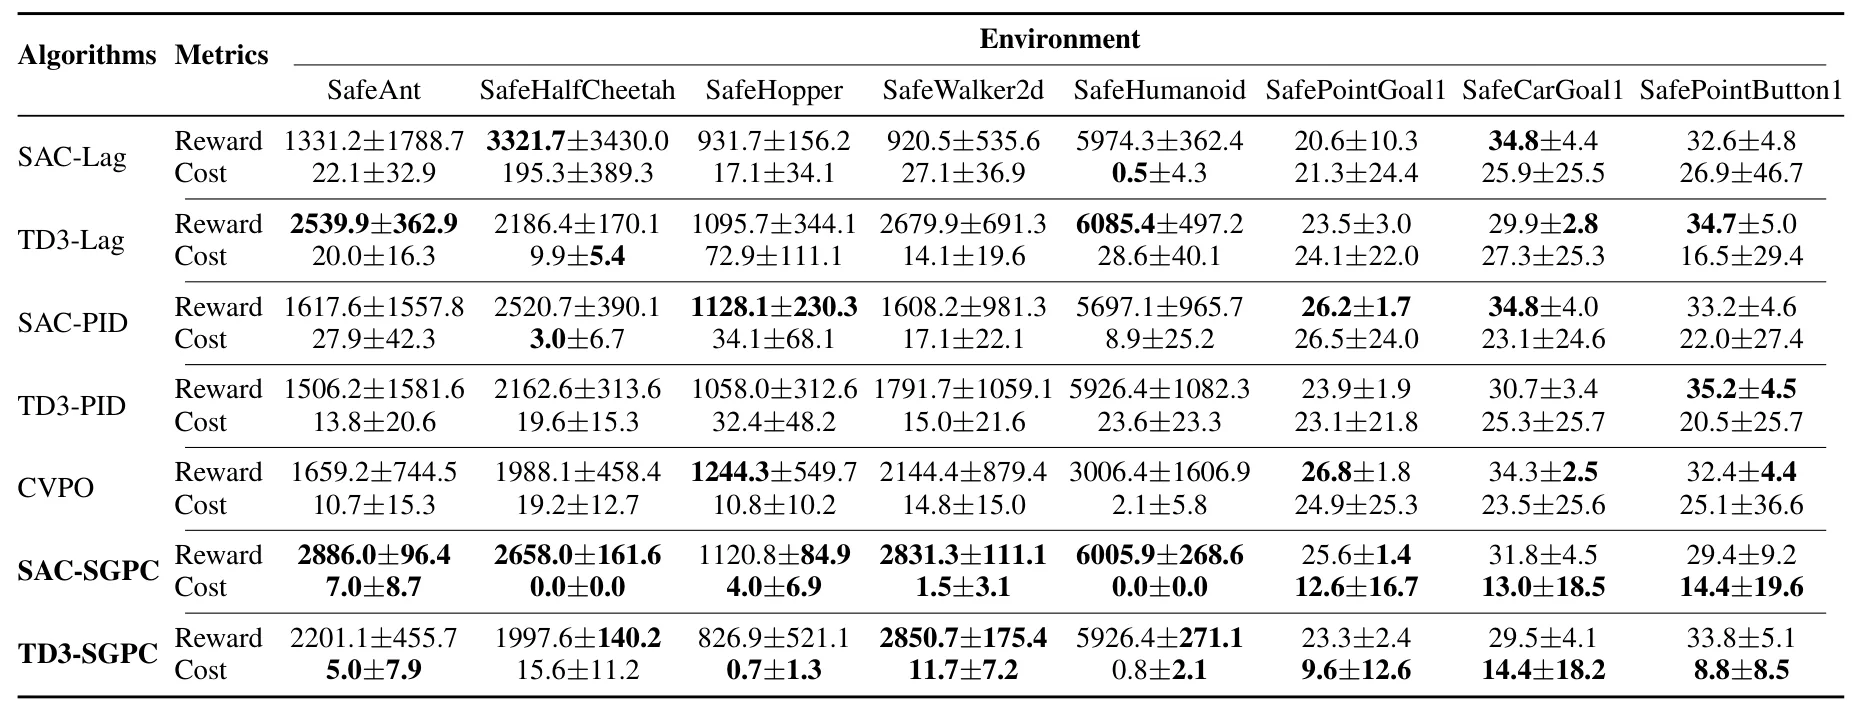 Algorithms Metrics Environment
SafeAnt SafeHalfCheetah SafeHopper SafeWalker2d SafeHumanoid SafePointGoal1 SafeCarGoal1 SafePointButton1
SAC-Lag Reward 1331.2±1788.7 3321.7±3430.0 931.7±156.2 920.5±535.6 5974.3±362.4 20.6±10.3 34.8±4.4 32.6±4.8
Cost 22.1±32.9 195.3±389.3 17.1±34.1 27.1±36.9 0.5±4.3 21.3±24.4 25.9±25.5 26.9±46.7
TD3-Lag Reward 2539.9±362.9 2186.4±170.1 1095.7±344.1 2679.9±691.3 6085.4±497.2 23.5±3.0 29.9±2.8 34.7±5.0
Cost 20.0±16.3 9.9±5.4 72.9±111.1 14.1±19.6 28.6±40.1 24.1±22.0 27.3±25.3 16.5±29.4
SAC-PID Reward 1617.6±1557.8 2520.7±390.1 1128.1±230.3 1608.2±981.3 5697.1±965.7 26.2±1.7 34.8±4.0 33.2±4.6
Cost 27.9±42.3 3.0±6.7 34.1±68.1 17.1±22.1 8.9±25.2 26.5±24.0 23.1±24.6 22.0±27.4
TD3-PID Reward 1506.2±1581.6 2162.6±313.6 1058.0±312.6 1791.7±1059.1 5926.4±1082.3 23.9±1.9 30.7±3.4 35.2±4.5
Cost 13.8±20.6 19.6±15.3 32.4±48.2 15.0±21.6 23.6±23.3 23.1±21.8 25.3±25.7 20.5±25.7
CVPO Reward 1659.2±744.5 1988.1±458.4 1244.3±549.7 2144.4±879.4 3006.4±1606.9 26.8±1.8 34.3±2.5 32.4±4.4
Cost 10.7±15.3 19.2±12.7 10.8±10.2 14.8±15.0 2.1±5.8 24.9±25.3 23.5±25.6 25.1±36.6
SAC-SGPC Reward 2886.0±96.4 2658.0±161.6 1120.8±84.9 2831.3±111.1 6005.9±268.6 25.6±1.4 31.8±4.5 29.4±9.2
Cost 7.0±8.7 0.0±0.0 4.0±6.9 1.5±3.1 0.0±0.0 12.6±16.7 13.0±18.5 14.4±19.6
TD3-SGPC Reward 2201.1±455.7 1997.6±140.2 826.9±521.1 2850.7±175.4 5926.4±271.1 23.3±2.4 29.5±4.1 33.8±5.1
Cost 5.0±7.9 15.6±11.2 0.7±1.3 11.7±7.2 0.8±2.1 9.6±12.6 14.4±18.2 8.8±8.5